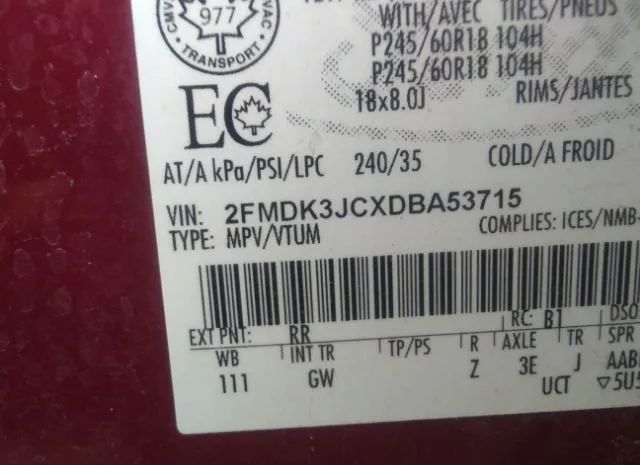 977
TRANSPORT
WITH/AVEC TIRES/PNEUS
P245/60R18 104H
P245/60R18 104H
18x8.0J RIMS/JANTES
EC
AT/A kPa/PSI/LPC 240/35 COLD/A FROID
VIN: 2FMDK3JCXDBA53715
TYPE: MPV/VTUM COMPLIES: ICES/NMB-
EXT PNT: RR RC: B1 DSO
WB INT TR TP/PS R AXLE TR SPR
111 GW Z 3E J AAB
UCT ▽5U5